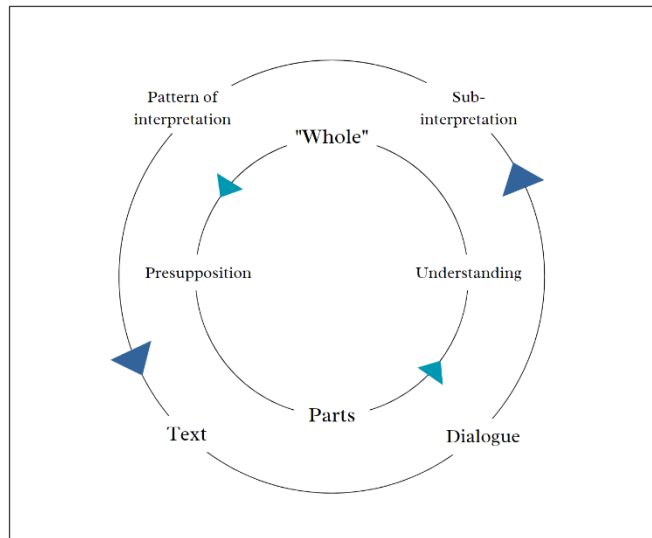 Pattern of
interpretation
Sub-
interpretation
"Whole"
Presupposition
Understanding
Parts
Text
Dialogue